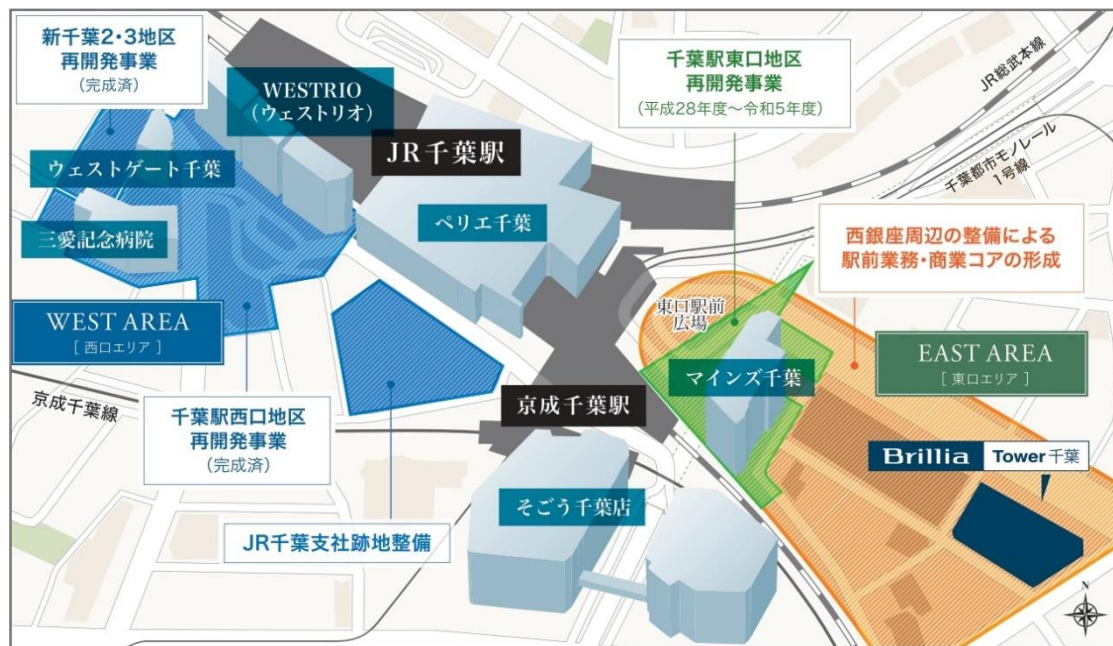 新千葉2・3地区
再開発事業
(完成済)
WESTRIO
(ウェストリオ)
JR千葉駅
千葉駅東口地区
再開発事業
(平成28年度～令和5年度)
JR総武本線
千葉都市モノレール
1号線
ウェストゲート千葉
三愛記念病院
ペリエ千葉
西銀座周辺の整備による
駅前業務・商業コアの形成
東口駅前
広場
WEST AREA
[ 西口エリア ]
EAST AREA
[ 東口エリア ]
マインズ千葉
京成千葉線
京成千葉駅
千葉駅西口地区
再開発事業
(完成済)
Brillia Tower千葉
そごう千葉店
JR千葉支社跡地整備
N